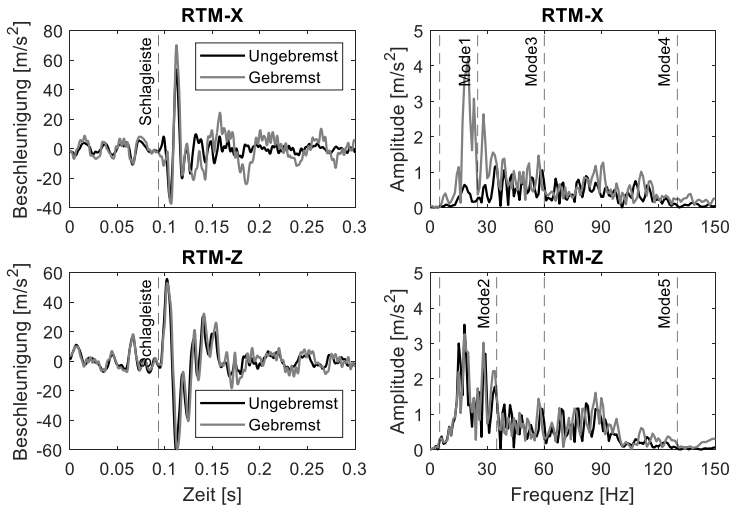 RTM-X
Beschleunigung [m/s²]
80
60
40
20
0
-20
-40
Schlagleiste
Ungebremst
Gebremst
0 0.05 0.1 0.15 0.2 0.25 0.3
RTM-X
Amplitude [m/s²]
5
4
3
2
1
0
Mode1
Mode3
Mode4
0 30 60 90 120 150
RTM-Z
Beschleunigung [m/s²]
60
40
20
0
-20
-40
-60
Schlagleiste
Ungebremst
Gebremst
0 0.05 0.1 0.15 0.2 0.25 0.3
Zeit [s]
RTM-Z
Amplitude [m/s²]
5
4
3
2
1
0
Mode2
Mode5
0 30 60 90 120 150
Frequenz [Hz]